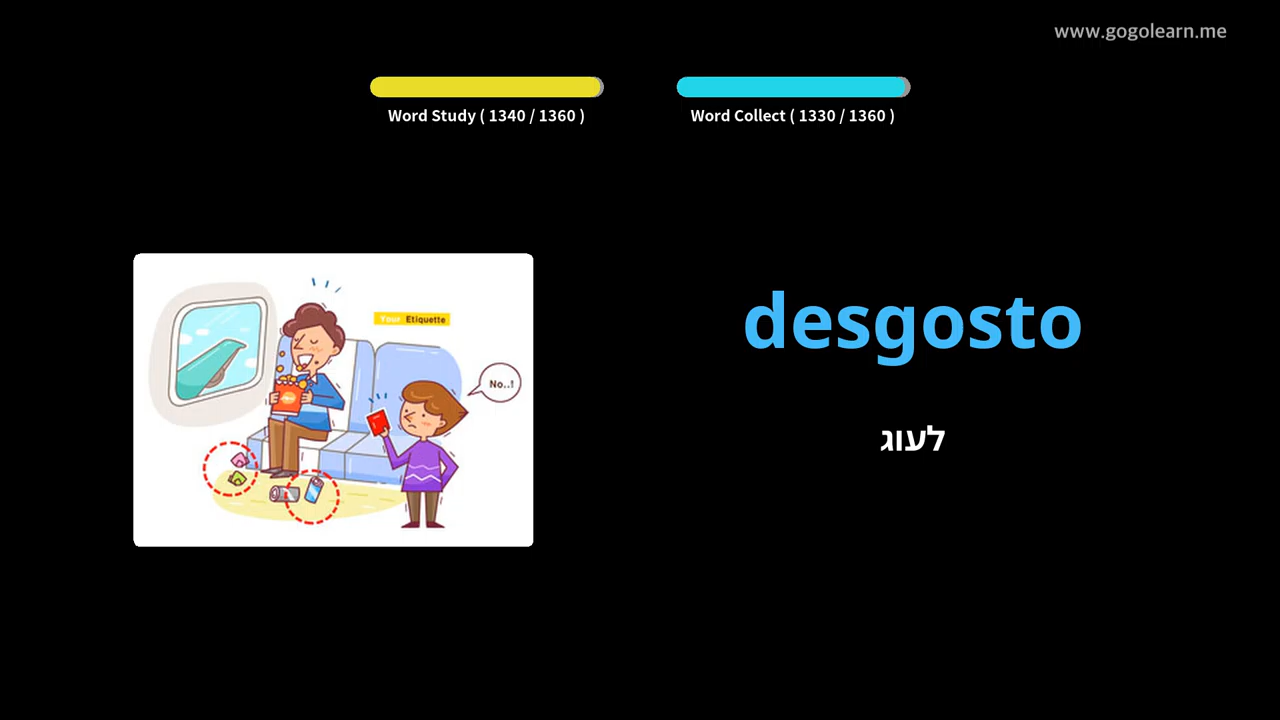 www.gogolearn.me
Word Study ( 1340 / 1360 )
Word Collect ( 1330 / 1360 )
Your Etiquette
No..!
desgosto
לעוג